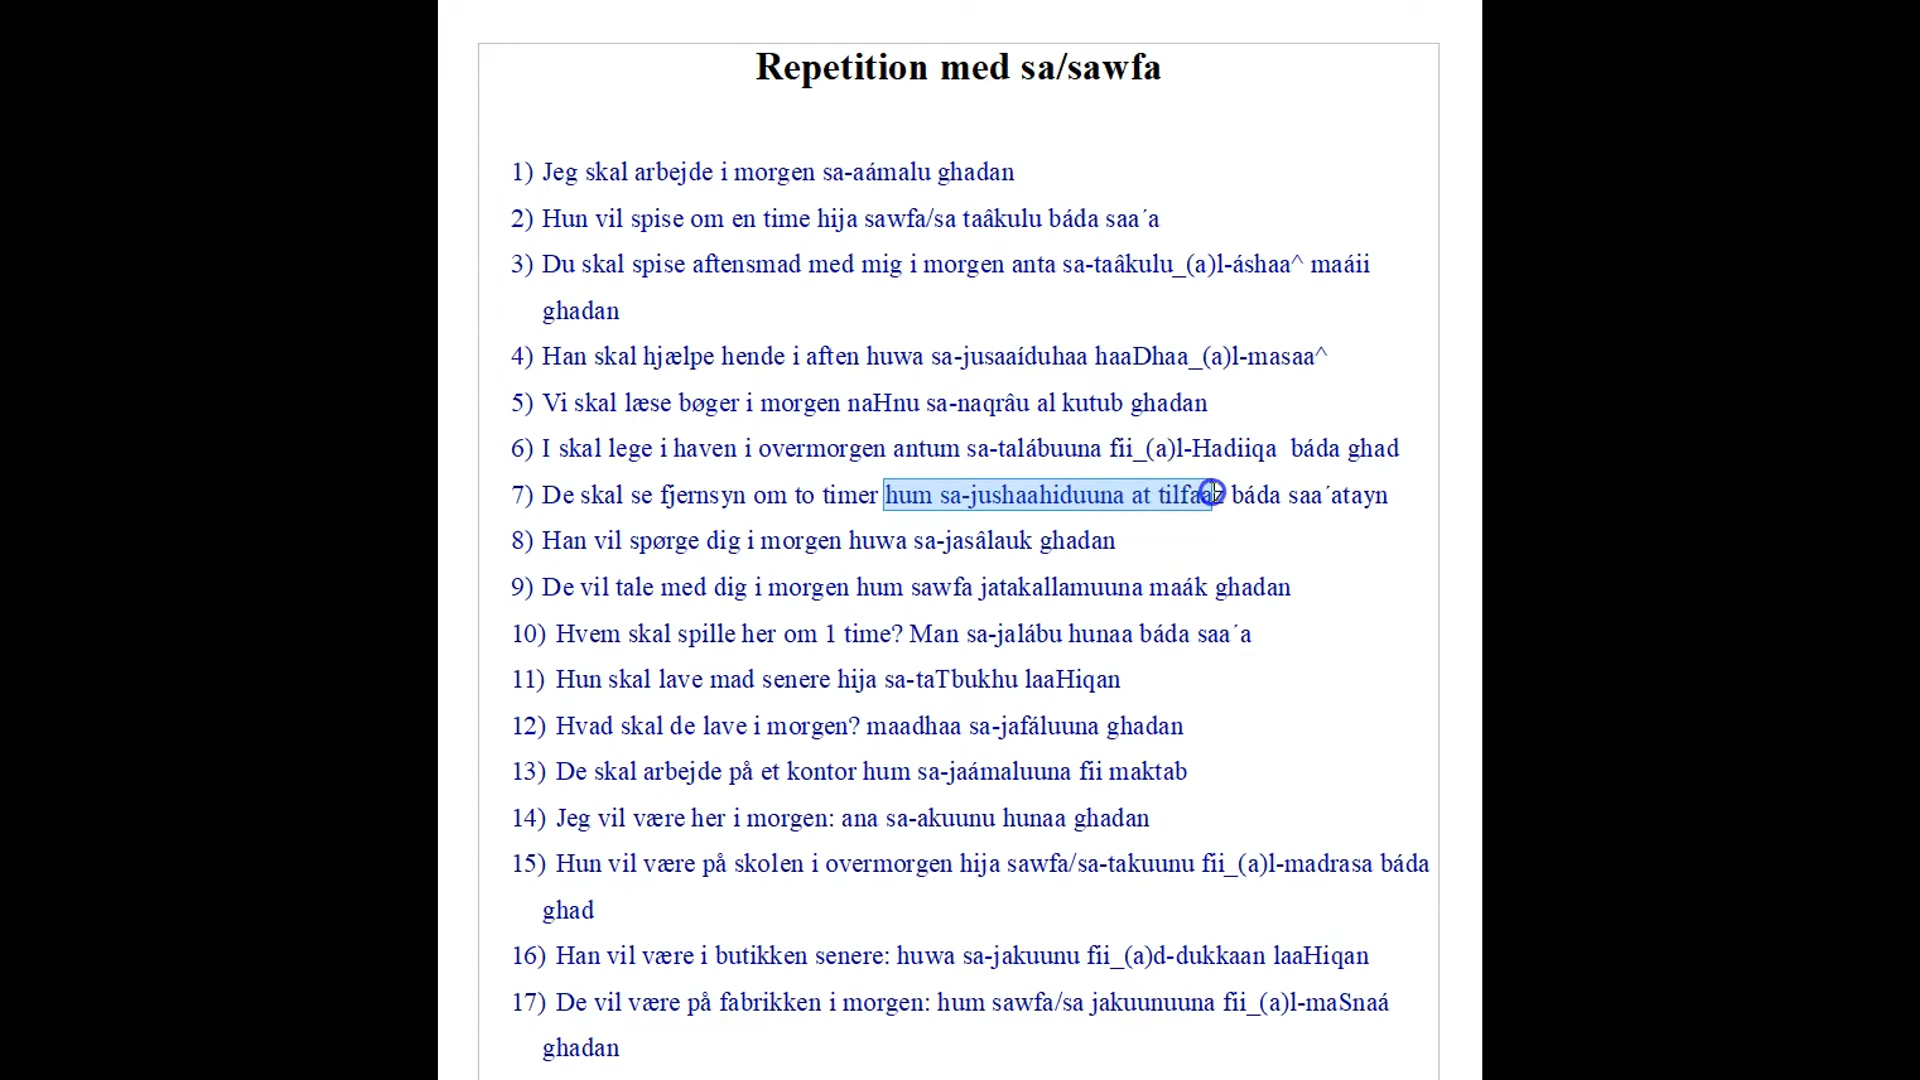 Repetition med sa/sawfa
1) Jeg skal arbejde i morgen sa-aámalu ghadan
2) Hun vil spise om en time hija sawfa/sa taâkulu báda saa´a
3) Du skal spise aftensmad med mig i morgen anta sa-taâkulu_(a)l-áshaa^ maáii
ghadan
4) Han skal hjælpe hende i aften huwa sa-jusaaíduhaa haaDhaa_(a)l-masaa^
5) Vi skal læse bøger i morgen naHnu sa-naqrâu al kutub ghadan
6) I skal lege i haven i overmorgen antum sa-talábuuna fii_(a)l-Hadiiqa báda ghad
7) De skal se fjernsyn om to timer hum sa-jushaahiduuna at tilfaaz báda saa´atayn
8) Han vil spørge dig i morgen huwa sa-jasâlauk ghadan
9) De vil tale med dig i morgen hum sawfa jatakallamuuna maák ghadan
10) Hvem skal spille her om 1 time? Man sa-jalábu hunaa báda saa´a
11) Hun skal lave mad senere hija sa-taTbukhu laaHiqan
12) Hvad skal de lave i morgen? maadhaa sa-jafáluuna ghadan
13) De skal arbejde på et kontor hum sa-jaámaluuna fii maktab
14) Jeg vil være her i morgen: ana sa-akuunu hunaa ghadan
15) Hun vil være på skolen i overmorgen hija sawfa/sa-takuunu fii_(a)l-madrasa báda
ghad
16) Han vil være i butikken senere: huwa sa-jakuunu fii_(a)d-dukkaan laaHiqan
17) De vil være på fabrikken i morgen: hum sawfa/sa jakuunuuna fii_(a)l-maSnaá
ghadan